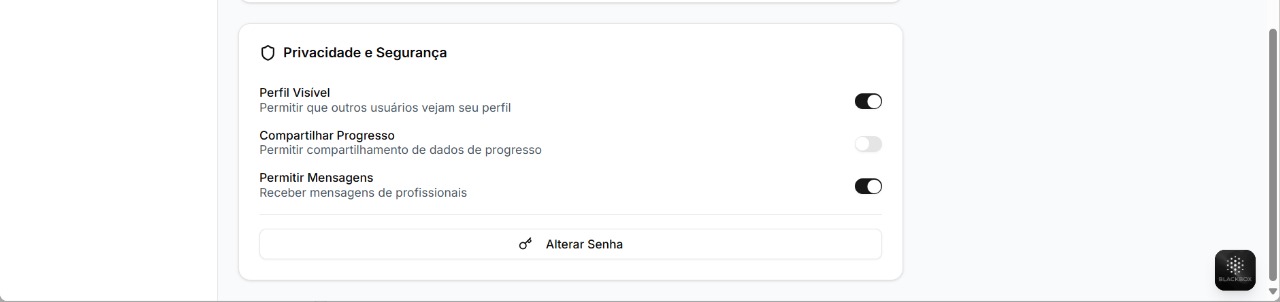 Privacidade e Segurança
Perfil Visível
Permitir que outros usuários vejam seu perfil
Compartilhar Progresso
Permitir compartilhamento de dados de progresso
Permitir Mensagens
Receber mensagens de profissionais
Alterar Senha
BLACKBOX